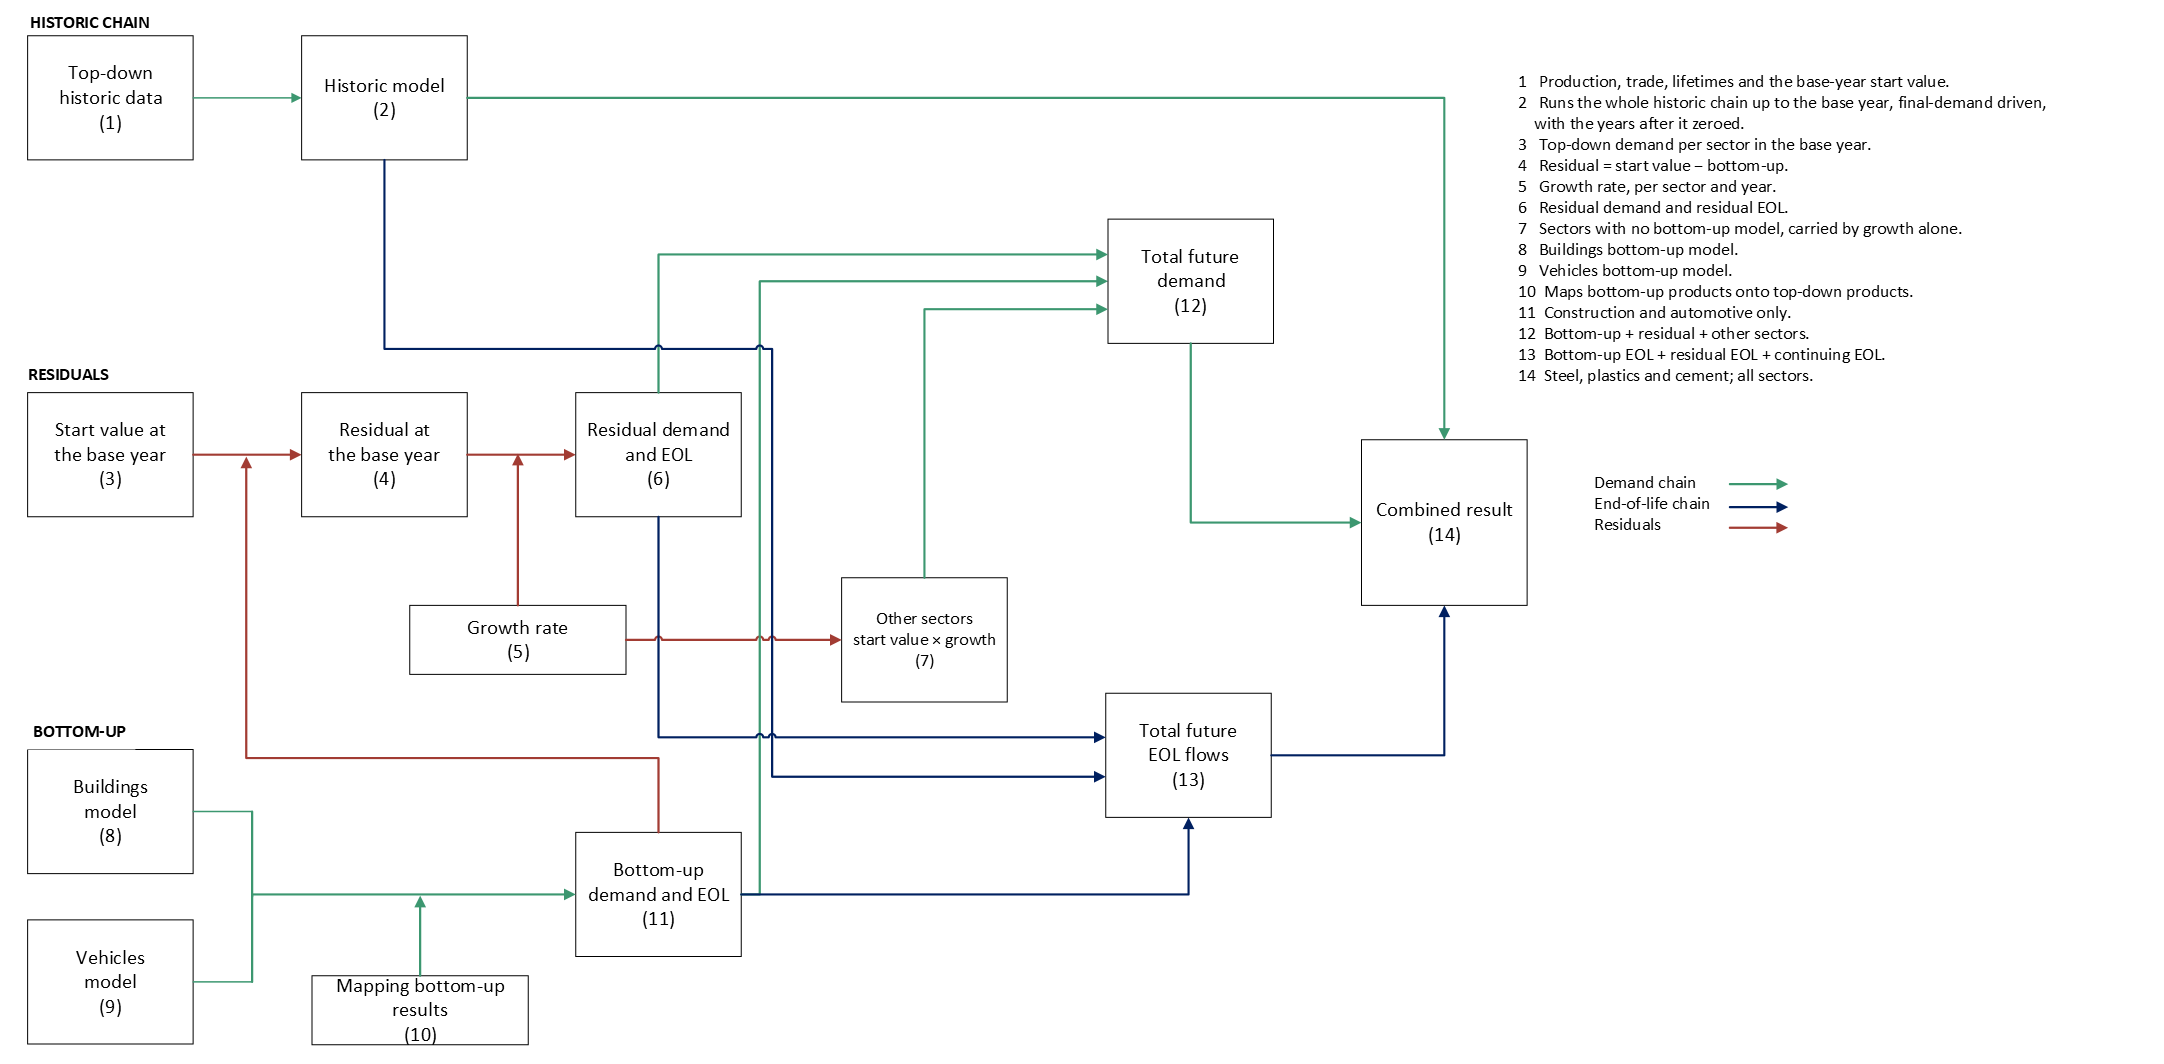 HISTORIC CHAIN
Top-down
historic data
(1)
Historic model
(2)
1 Production, trade, lifetimes and the base-year start value.
2 Runs the whole historic chain up to the base year, final-demand driven,
with the years after it zeroed.
3 Top-down demand per sector in the base year.
4 Residual = start value – bottom-up.
5 Growth rate, per sector and year.
6 Residual demand and residual EOL.
7 Sectors with no bottom-up model, carried by growth alone.
8 Buildings bottom-up model.
9 Vehicles bottom-up model.
10 Maps bottom-up products onto top-down products.
11 Construction and automotive only.
12 Bottom-up + residual + other sectors.
13 Bottom-up EOL + residual EOL + continuing EOL.
14 Steel, plastics and cement; all sectors.
Total future
demand
(12)
RESIDUALS
Start value at
the base year
(3)
Residual at
the base year
(4)
Residual demand
and EOL
(6)
Combined result
(14)
Demand chain
End-of-life chain
Residuals
Growth rate
(5)
Other sectors
start value × growth
(7)
Total future
EOL flows
(13)
BOTTOM-UP
Buildings
model
(8)
Bottom-up
demand and EOL
(11)
Vehicles
model
(9)
Mapping bottom-up
results
(10)